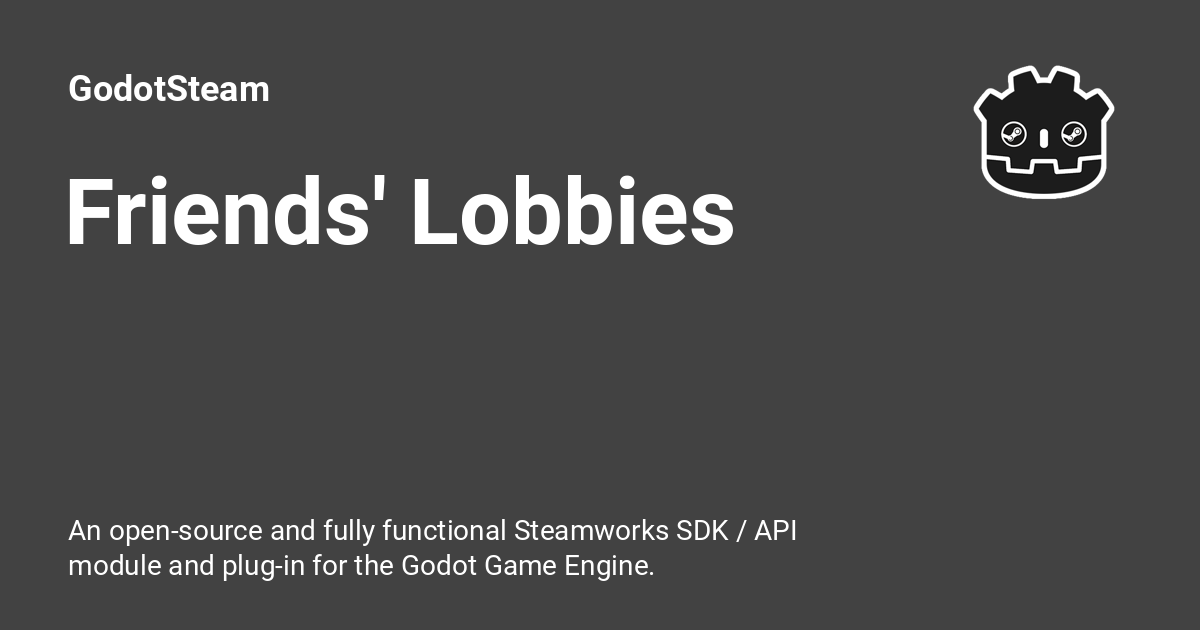 GodotSteam
Friends' Lobbies
An open-source and fully functional Steamworks SDK / API
module and plug-in for the Godot Game Engine.